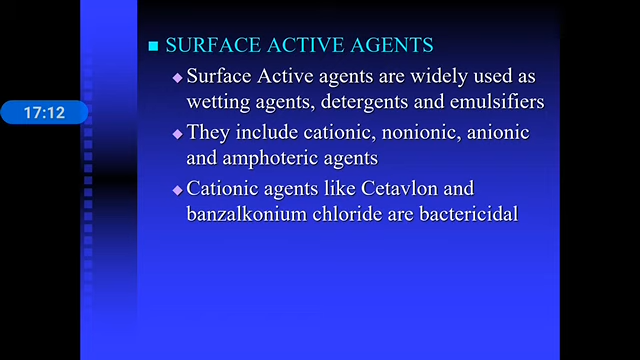 SURFACE ACTIVE AGENTS
Surface Active agents are widely used as
wetting agents, detergents and emulsifiers
17:12
They include cationic, nonionic, anionic
and amphoteric agents
Cationic agents like Cetavlon and
banzalkonium chloride are bactericidal